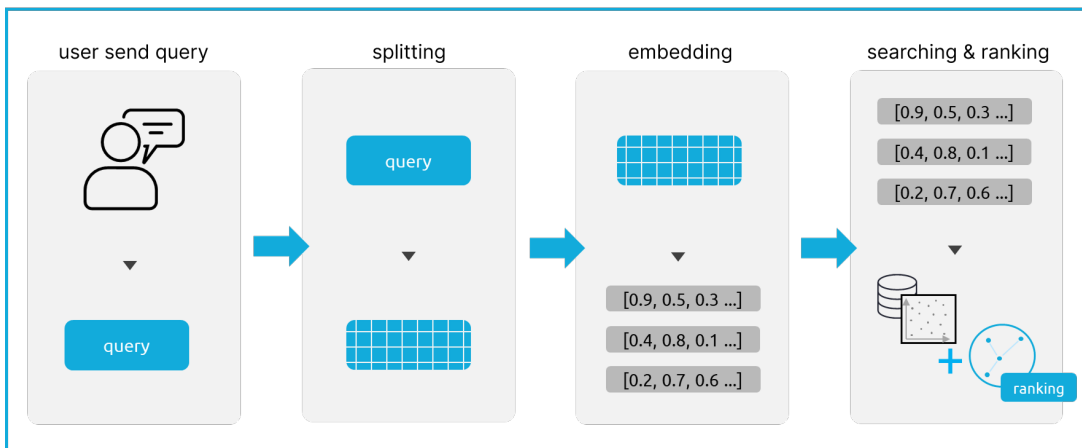 user send query
splitting
embedding
searching & ranking
query
query
[0.9, 0.5, 0.3 ...]
[0.4, 0.8, 0.1 ...]
[0.2, 0.7, 0.6 ...]
[0.9, 0.5, 0.3 ...]
[0.4, 0.8, 0.1 ...]
[0.2, 0.7, 0.6 ...]
ranking